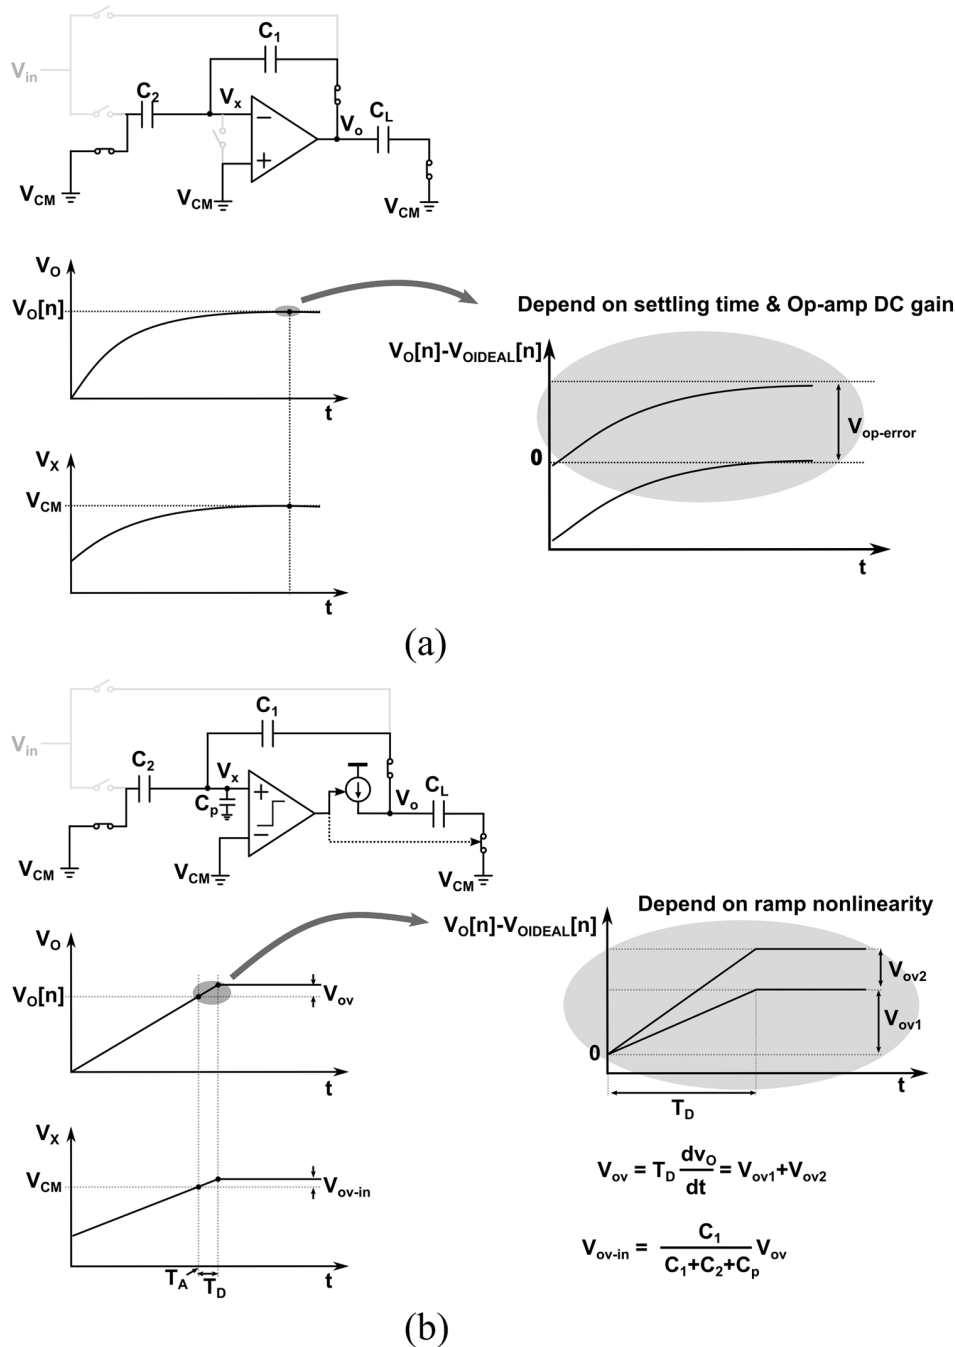 C1
Vin
C2
Vx
−
+
Vo
CL
VCM
VCM
VCM
VO
VO[n]
t
VX
VCM
t
Depend on settling time & Op-amp DC gain
VO[n]-VOIDEAL[n]
Vop-error
0
t
(a)
C1
Vin
C2
Vx
Cp
+
−
Vo
CL
VCM
VCM
VCM
VO
VO[n]
Vov
t
VX
VCM
Vov-in
TA
TD
t
Depend on ramp nonlinearity
VO[n]-VOIDEAL[n]
Vov2
Vov1
0
TD
t
Vov = TD dvO/dt = Vov1+Vov2
Vov-in = C1/(C1+C2+Cp) Vov
(b)